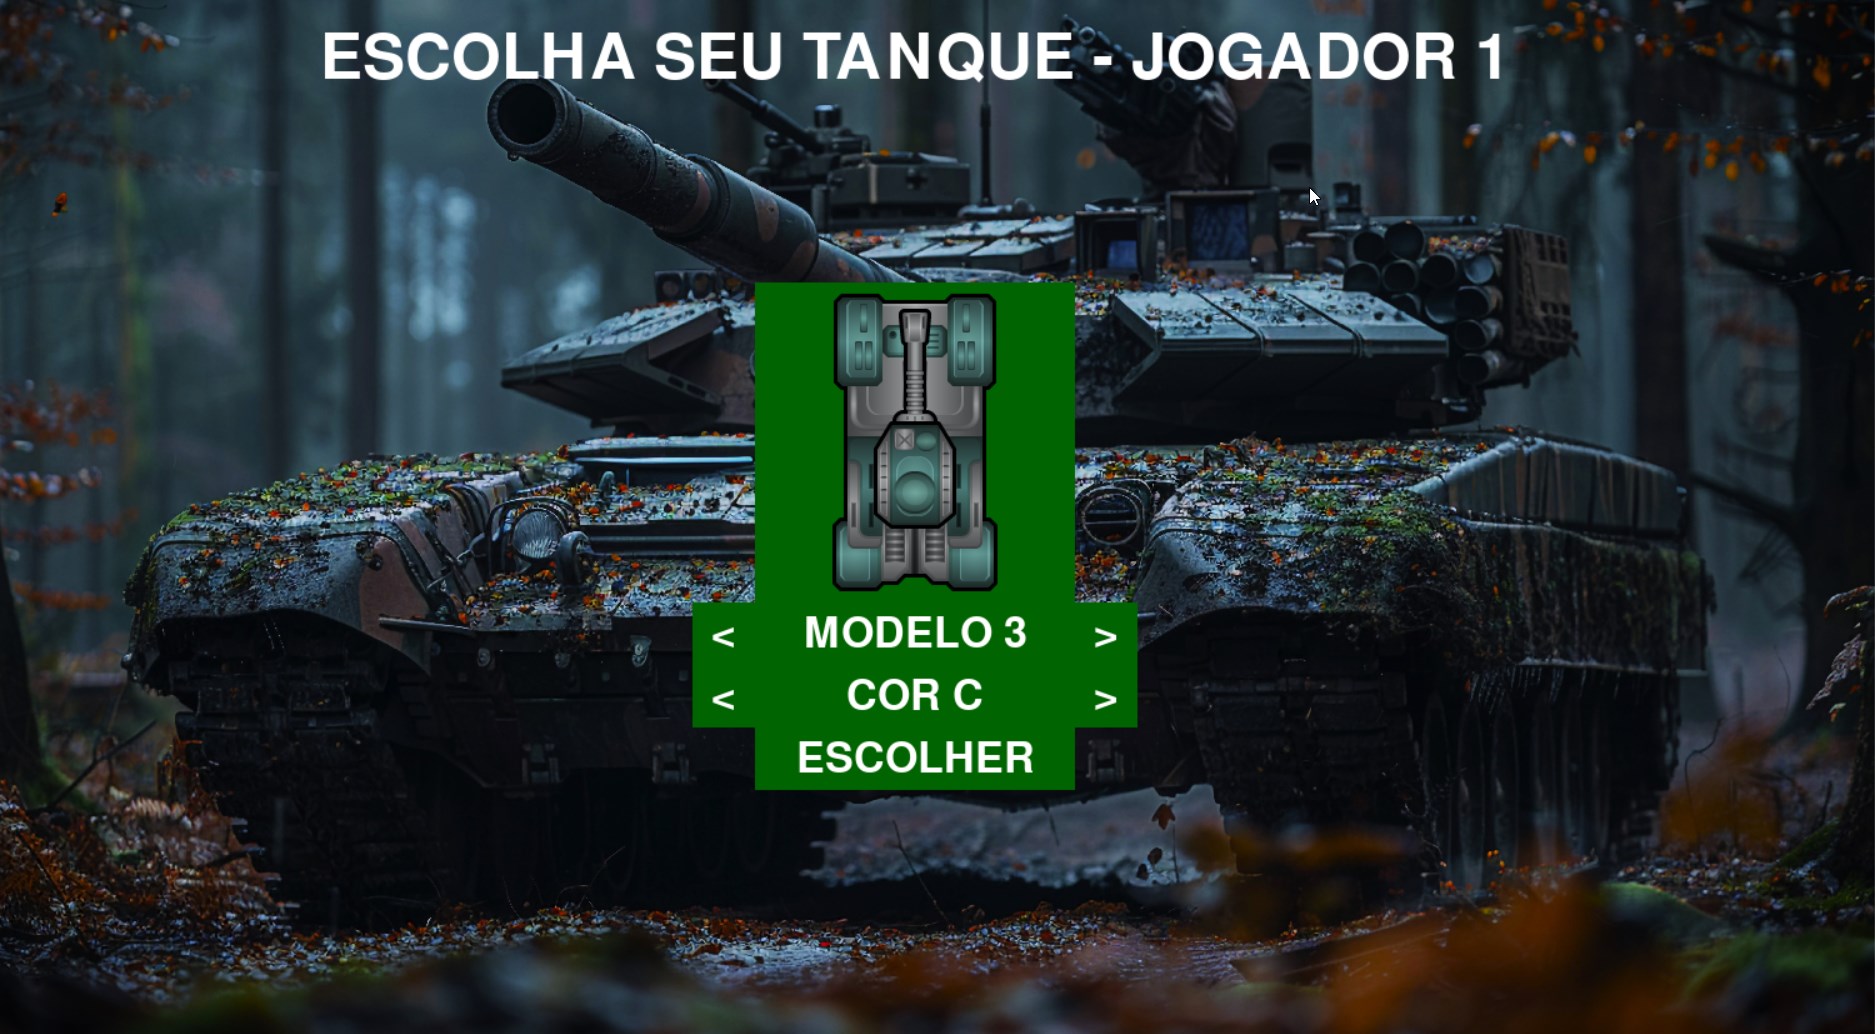 ESCOLHA SEU TANQUE - JOGADOR 1
< MODELO 3 >
< COR C >
ESCOLHER